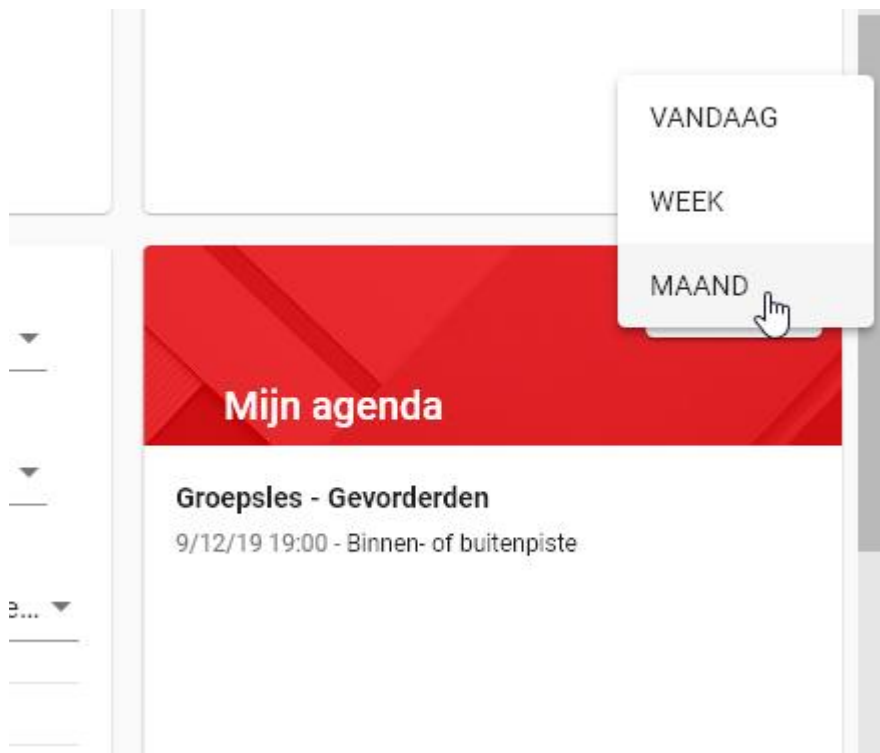 VANDAAG
WEEK
MAAND
Mijn agenda
Groepsles - Gevorderden
9/12/19 19:00 - Binnen- of buitenpiste
e...